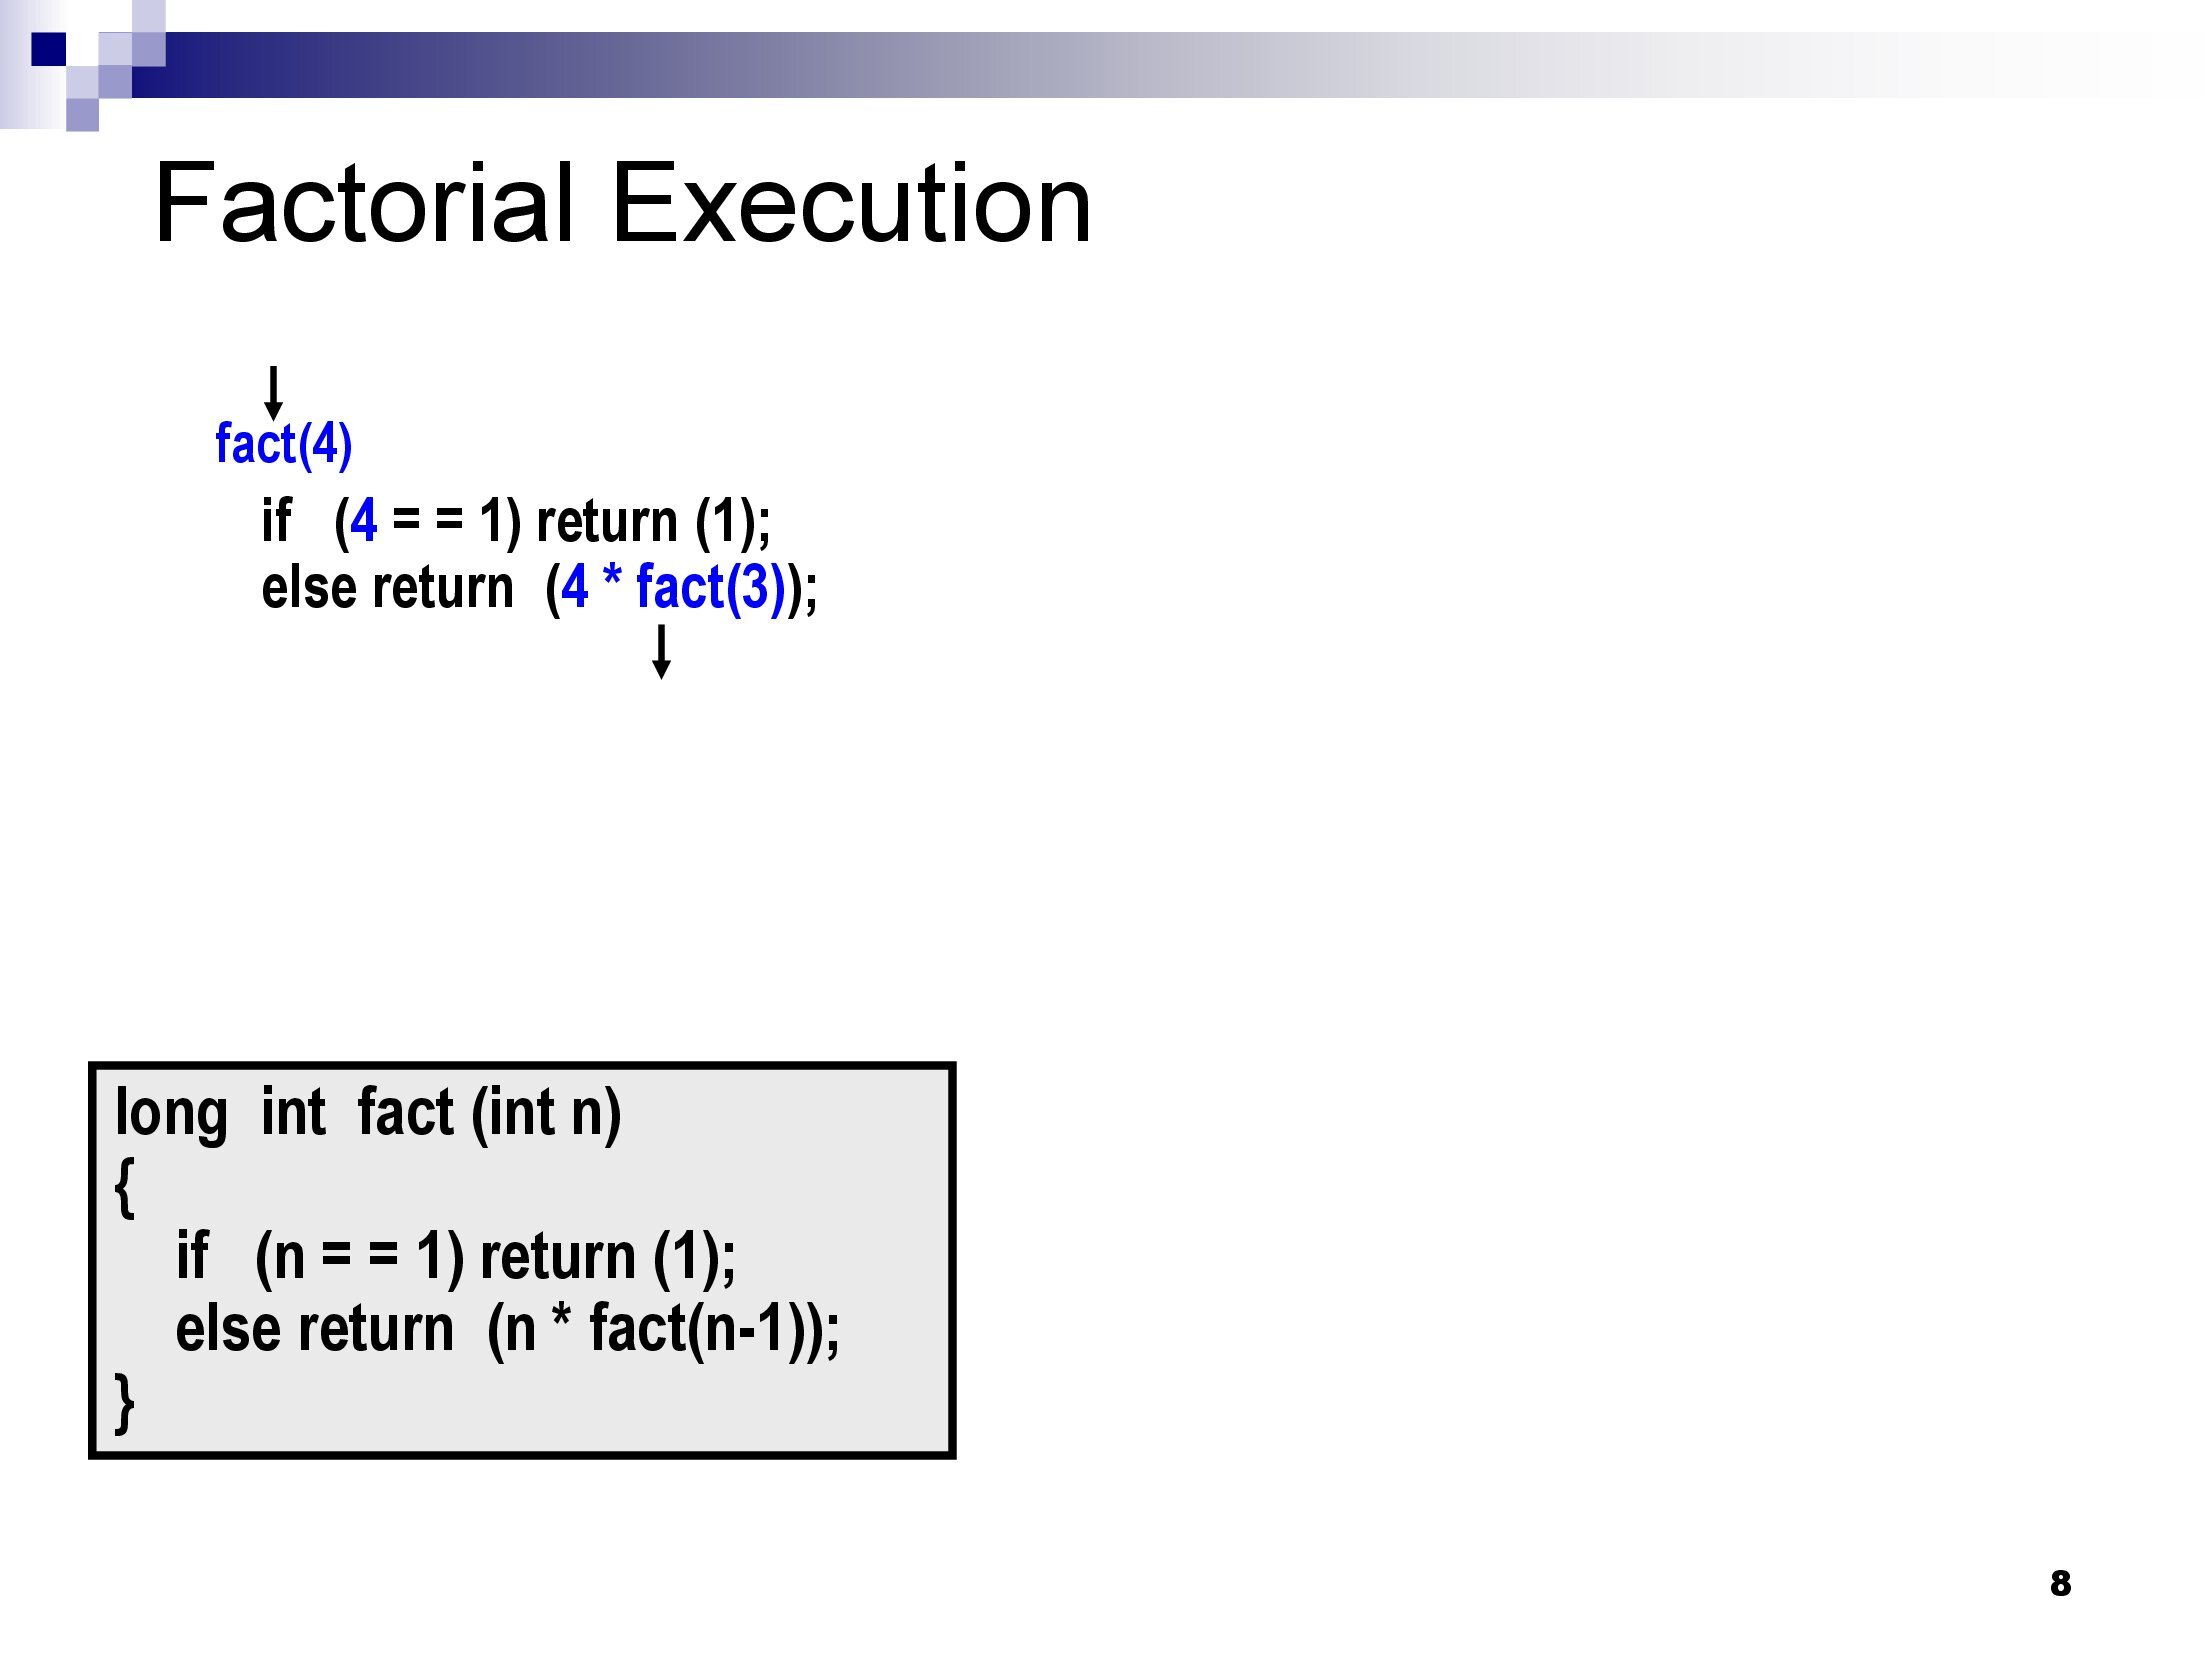 Factorial Execution
fact(4)
if (4 = = 1) return (1);
else return (4 * fact(3));
long int fact (int n)
{
if (n = = 1) return (1);
else return (n * fact(n-1));
}
8